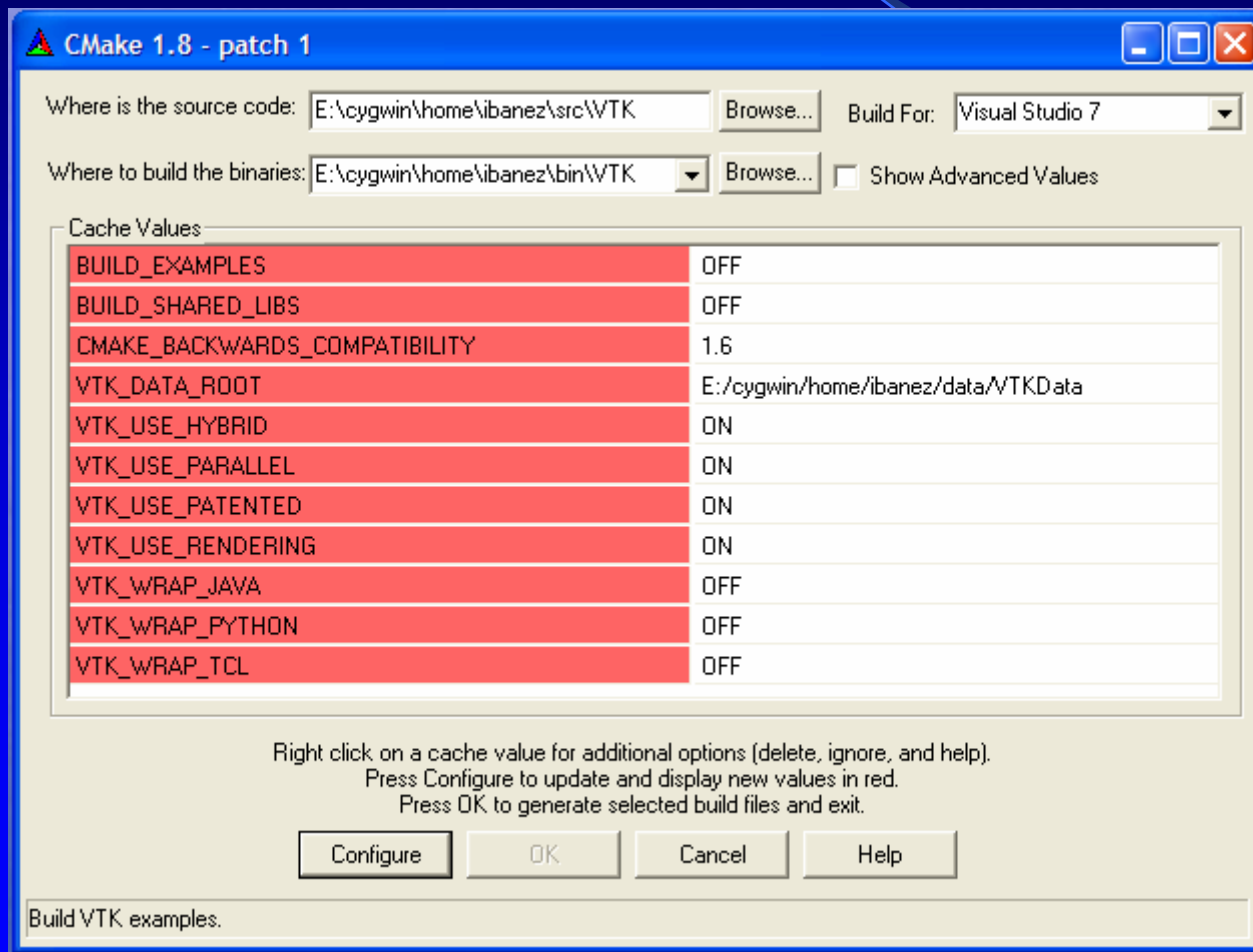 CMake 1.8 - patch 1
Where is the source code: E:\cygwin\home\ibanez\src\VTK Browse... Build For: Visual Studio 7
Where to build the binaries: E:\cygwin\home\ibanez\bin\VTK Browse... Show Advanced Values
Cache Values
BUILD_EXAMPLES OFF
BUILD_SHARED_LIBS OFF
CMAKE_BACKWARDS_COMPATIBILITY 1.6
VTK_DATA_ROOT E:/cygwin/home/ibanez/data/VTKData
VTK_USE_HYBRID ON
VTK_USE_PARALLEL ON
VTK_USE_PATENTED ON
VTK_USE_RENDERING ON
VTK_WRAP_JAVA OFF
VTK_WRAP_PYTHON OFF
VTK_WRAP_TCL OFF
Right click on a cache value for additional options (delete, ignore, and help).
Press Configure to update and display new values in red.
Press OK to generate selected build files and exit.
Configure OK Cancel Help
Build VTK examples.